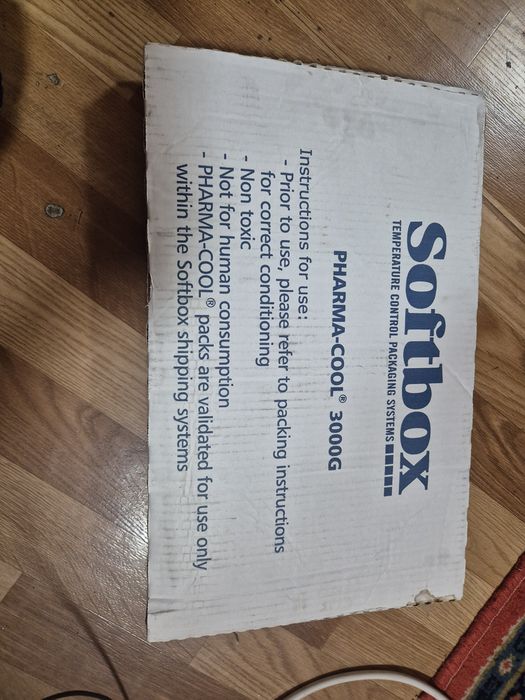 Softbox
TEMPERATURE CONTROL PACKAGING SYSTEMS
PHARMA-COOL® 3000G
Instructions for use:
- Prior to use, please refer to packing instructions
for correct conditioning
- Non toxic
- Not for human consumption
- PHARMA-COOL® packs are validated for use only
within the Softbox shipping systems